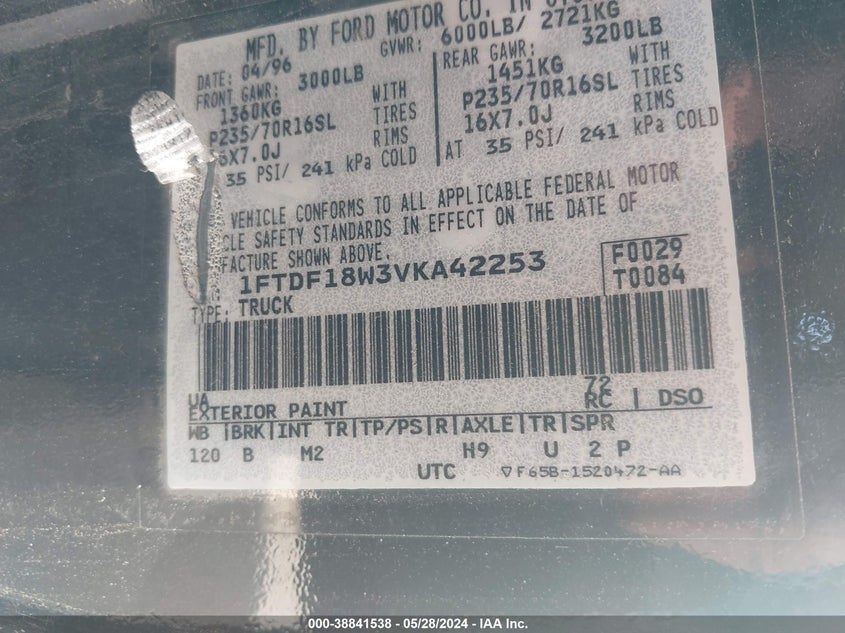 MFD. BY FORD MOTOR CO. IN
DATE: 04/96 GVWR: 6000LB/ 2721KG
FRONT GAWR: 3000LB REAR GAWR: 3200LB
1360KG WITH 1451KG WITH
P235/70R16SL TIRES P235/70R16SL TIRES
16X7.0J RIMS 16X7.0J RIMS
35 PSI/ 241 kPa COLD AT 35 PSI/ 241 kPa COLD
VEHICLE CONFORMS TO ALL APPLICABLE FEDERAL MOTOR
CLE SAFETY STANDARDS IN EFFECT ON THE DATE OF
FACTURE SHOWN ABOVE.
1FTDF18W3VKA42253 F0029
TYPE: TRUCK T0084
UA 72
EXTERIOR PAINT RC | DSO
WB |BRK|INT TR|TP/PS|R|AXLE|TR|SPR
120 B M2 H9 U 2 P
UTC ▽F65B-1520472-AA
000-38841538 - 05/28/2024 - IAA Inc.